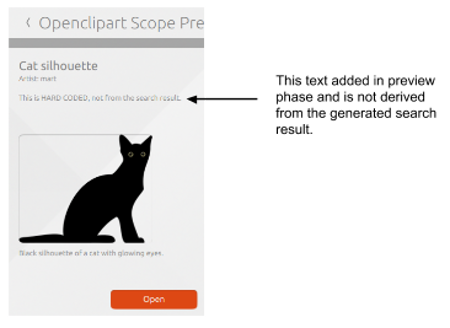 ‹ Openclipart Scope Pre
Cat silhouette
Artist: mart
This is HARD CODED, not from the search result.
This text added in preview
phase and is not derived
from the generated search
result.
Black silhouette of a cat with glowing eyes.
Open